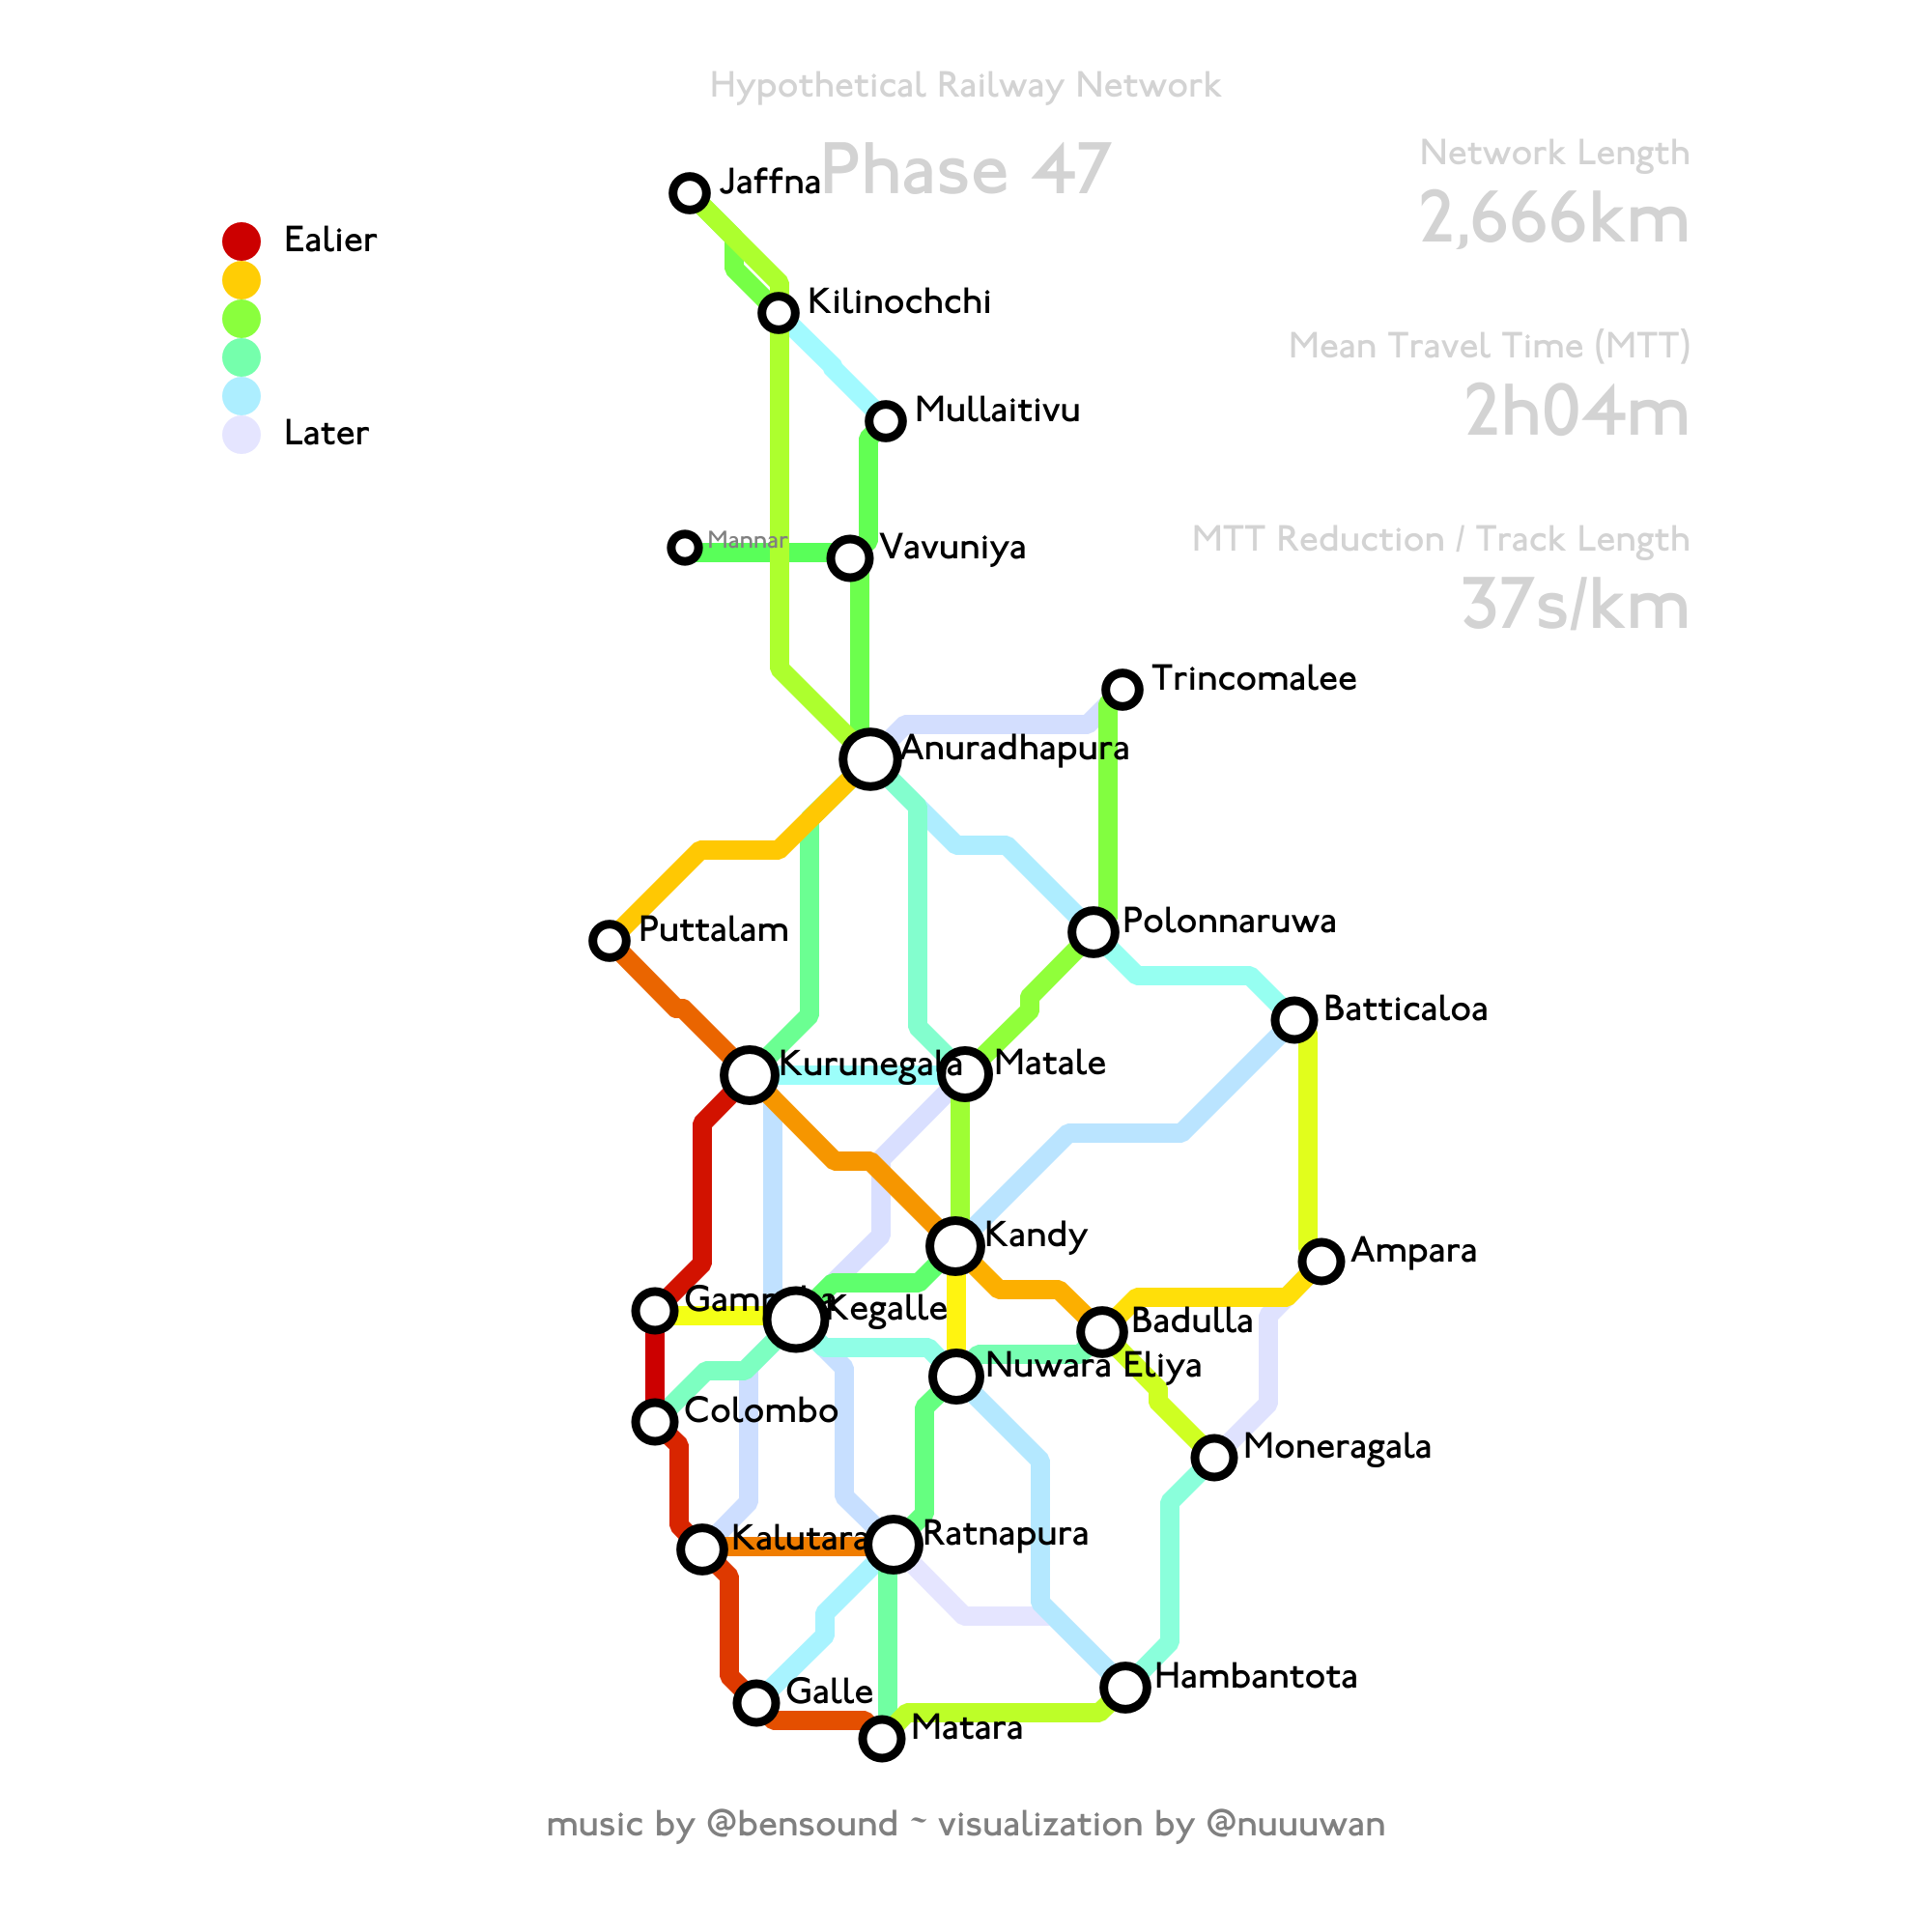 Hypothetical Railway Network
Phase 47
Network Length
2,666km
Jaffna
Ealier
Kilinochchi
Mean Travel Time (MTT)
2h04m
Mullaitivu
Later
Mannar
Vavuniya
MTT Reduction / Track Length
37s/km
Trincomalee
Anuradhapura
Puttalam
Polonnaruwa
Batticaloa
Kurunegala
Matale
Kandy
Ampara
Kegalle
Badulla
Nuwara Eliya
Colombo
Moneragala
Kalutara
Ratnapura
Galle
Hambantota
Matara
music by @bensound ~ visualization by @nuuuwan